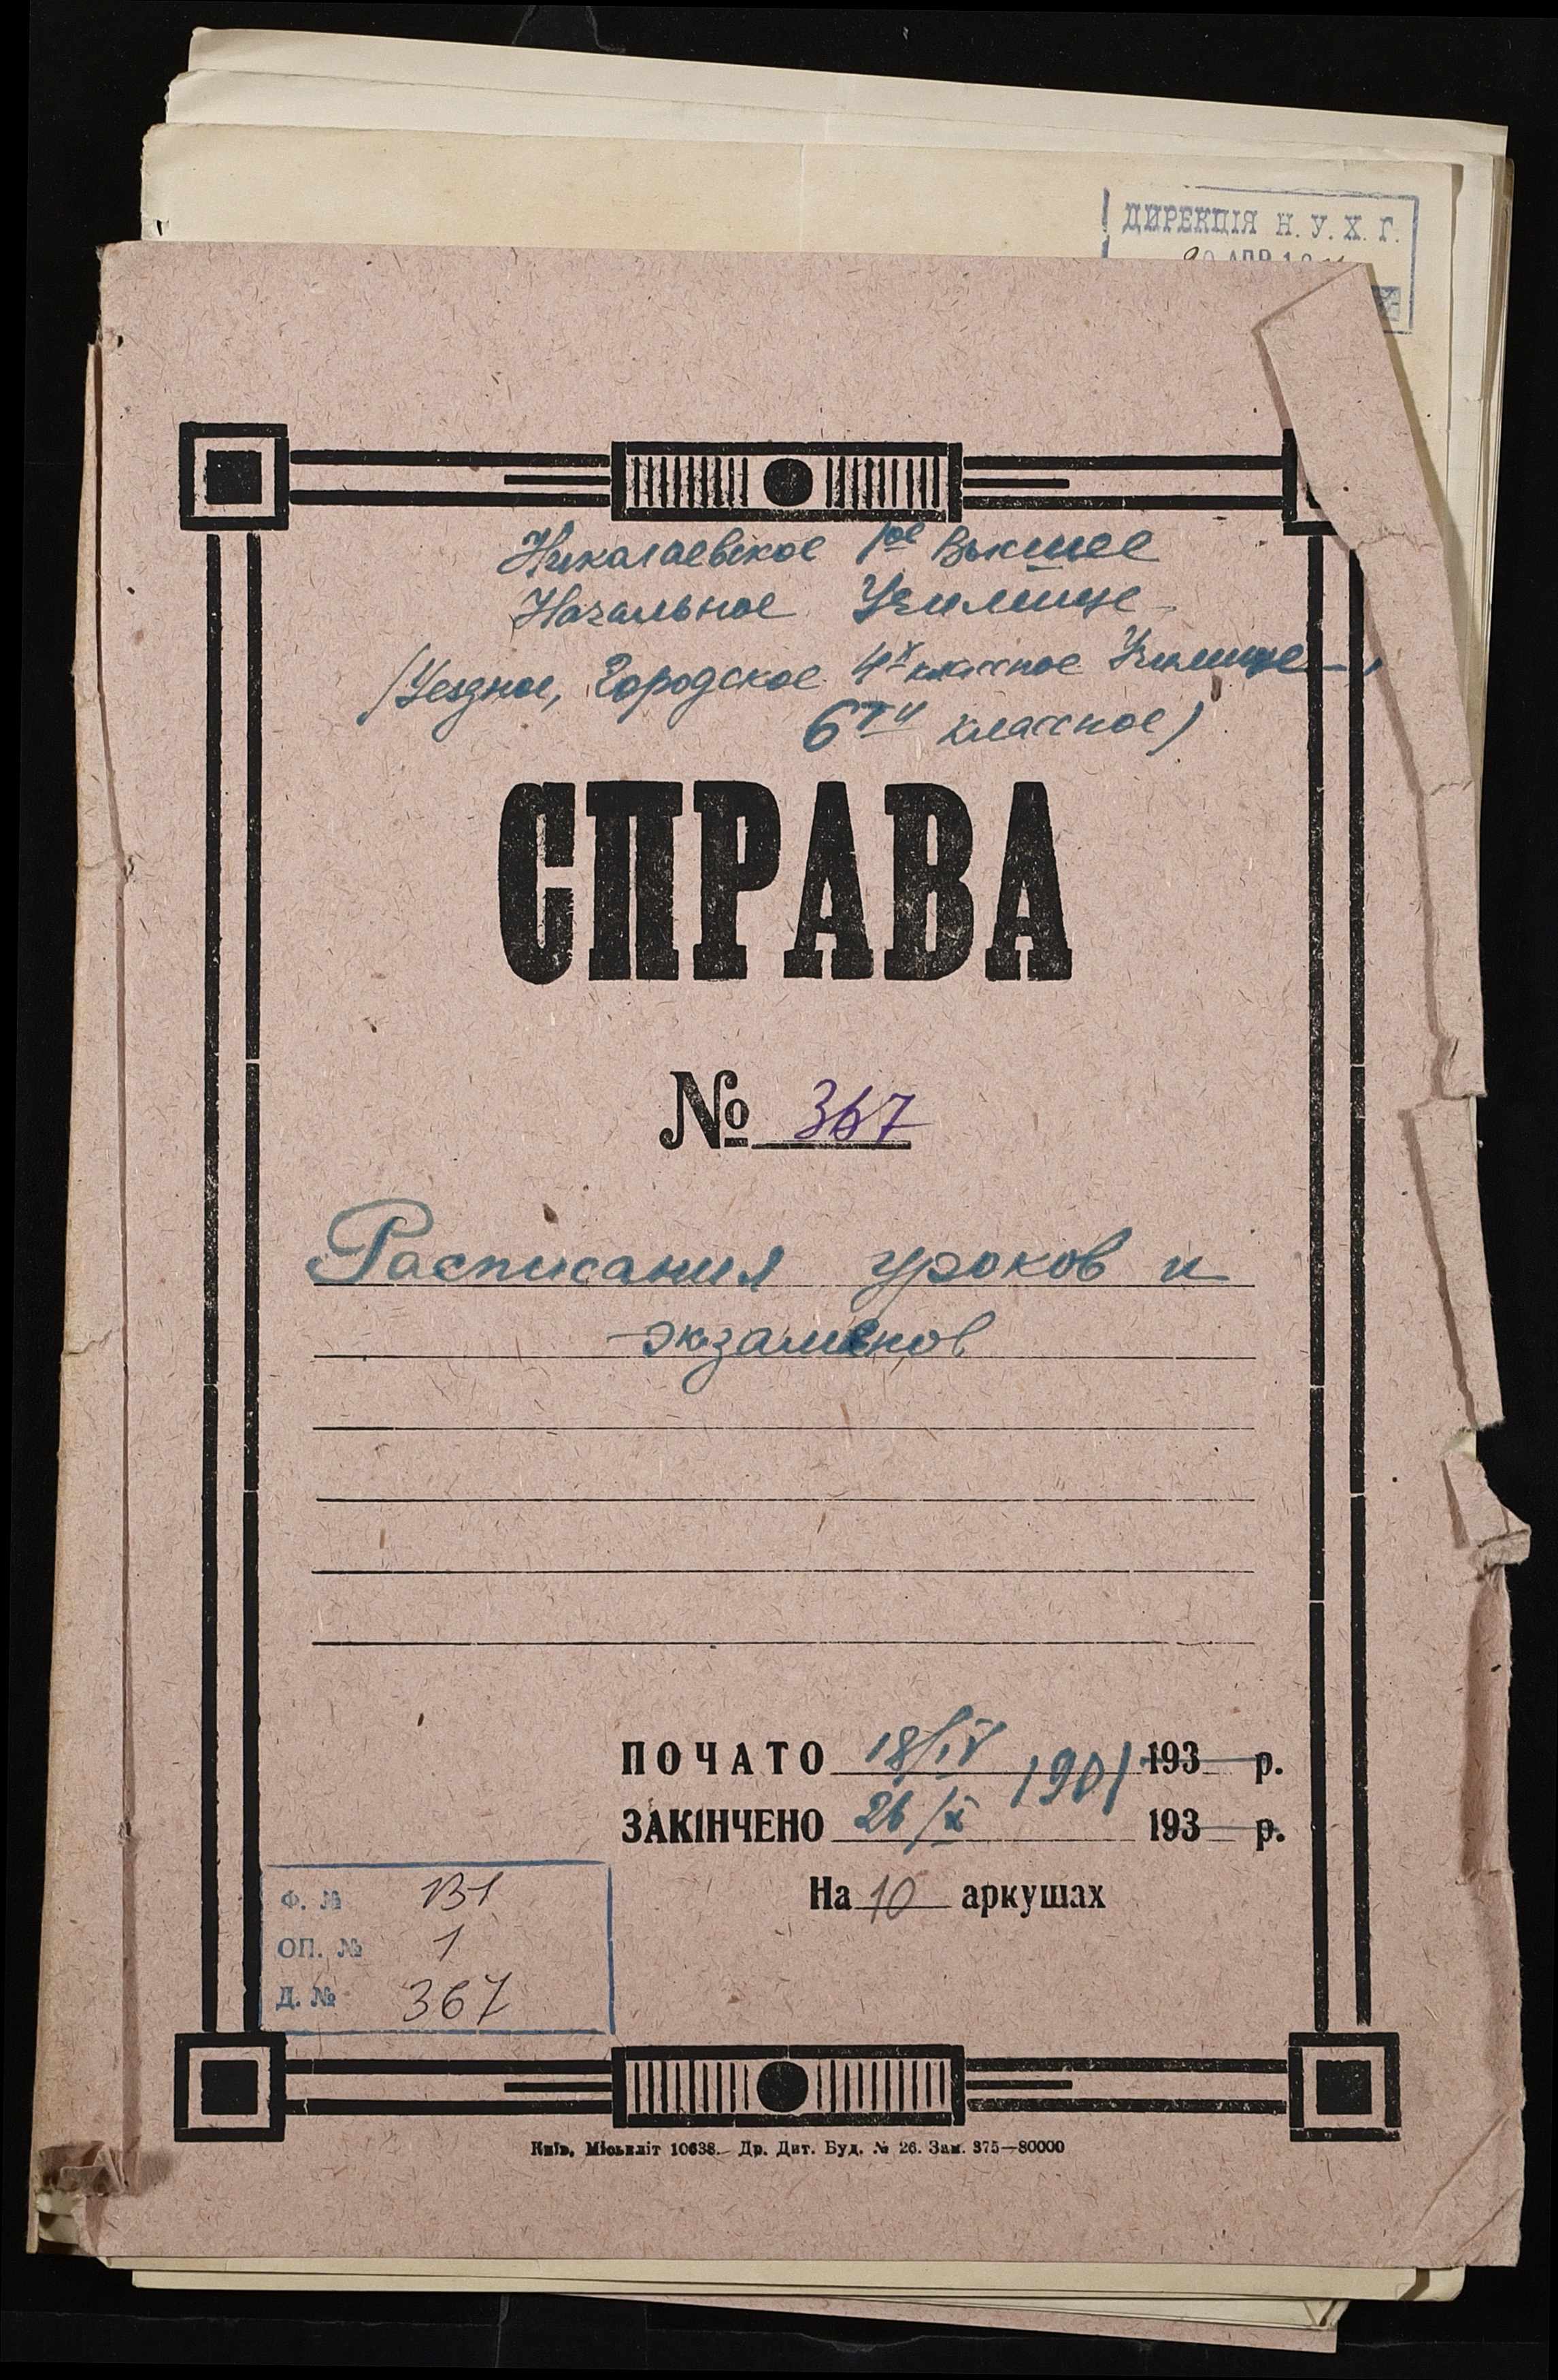 ДИРЕКЦІЯ Н. У. Х. Г.
Николаевское 1ое Высшее
Начальное Училище
(Уездное, Городское 4х классное Училище,
6ти классное)
СПРАВА
№ 367
Расписания уроков и
экзаменов
ПОЧАТО 18/IV 1901 193 р.
ЗАКІНЧЕНО 26/X 193 р.
На 10 аркушах
Ф. № 131
ОП. № 1
Д. № 367
Київ, Міськліт 10638. Др. Дит. Буд. № 26. Зам. 375—80000